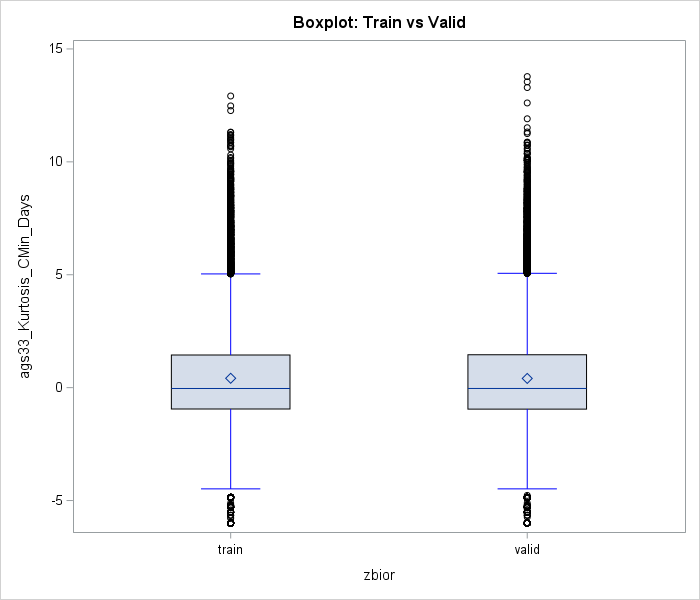 Boxplot: Train vs Valid
15
10
5
0
-5
ags33_Kurtosis_CMin_Days
train
valid
zbior